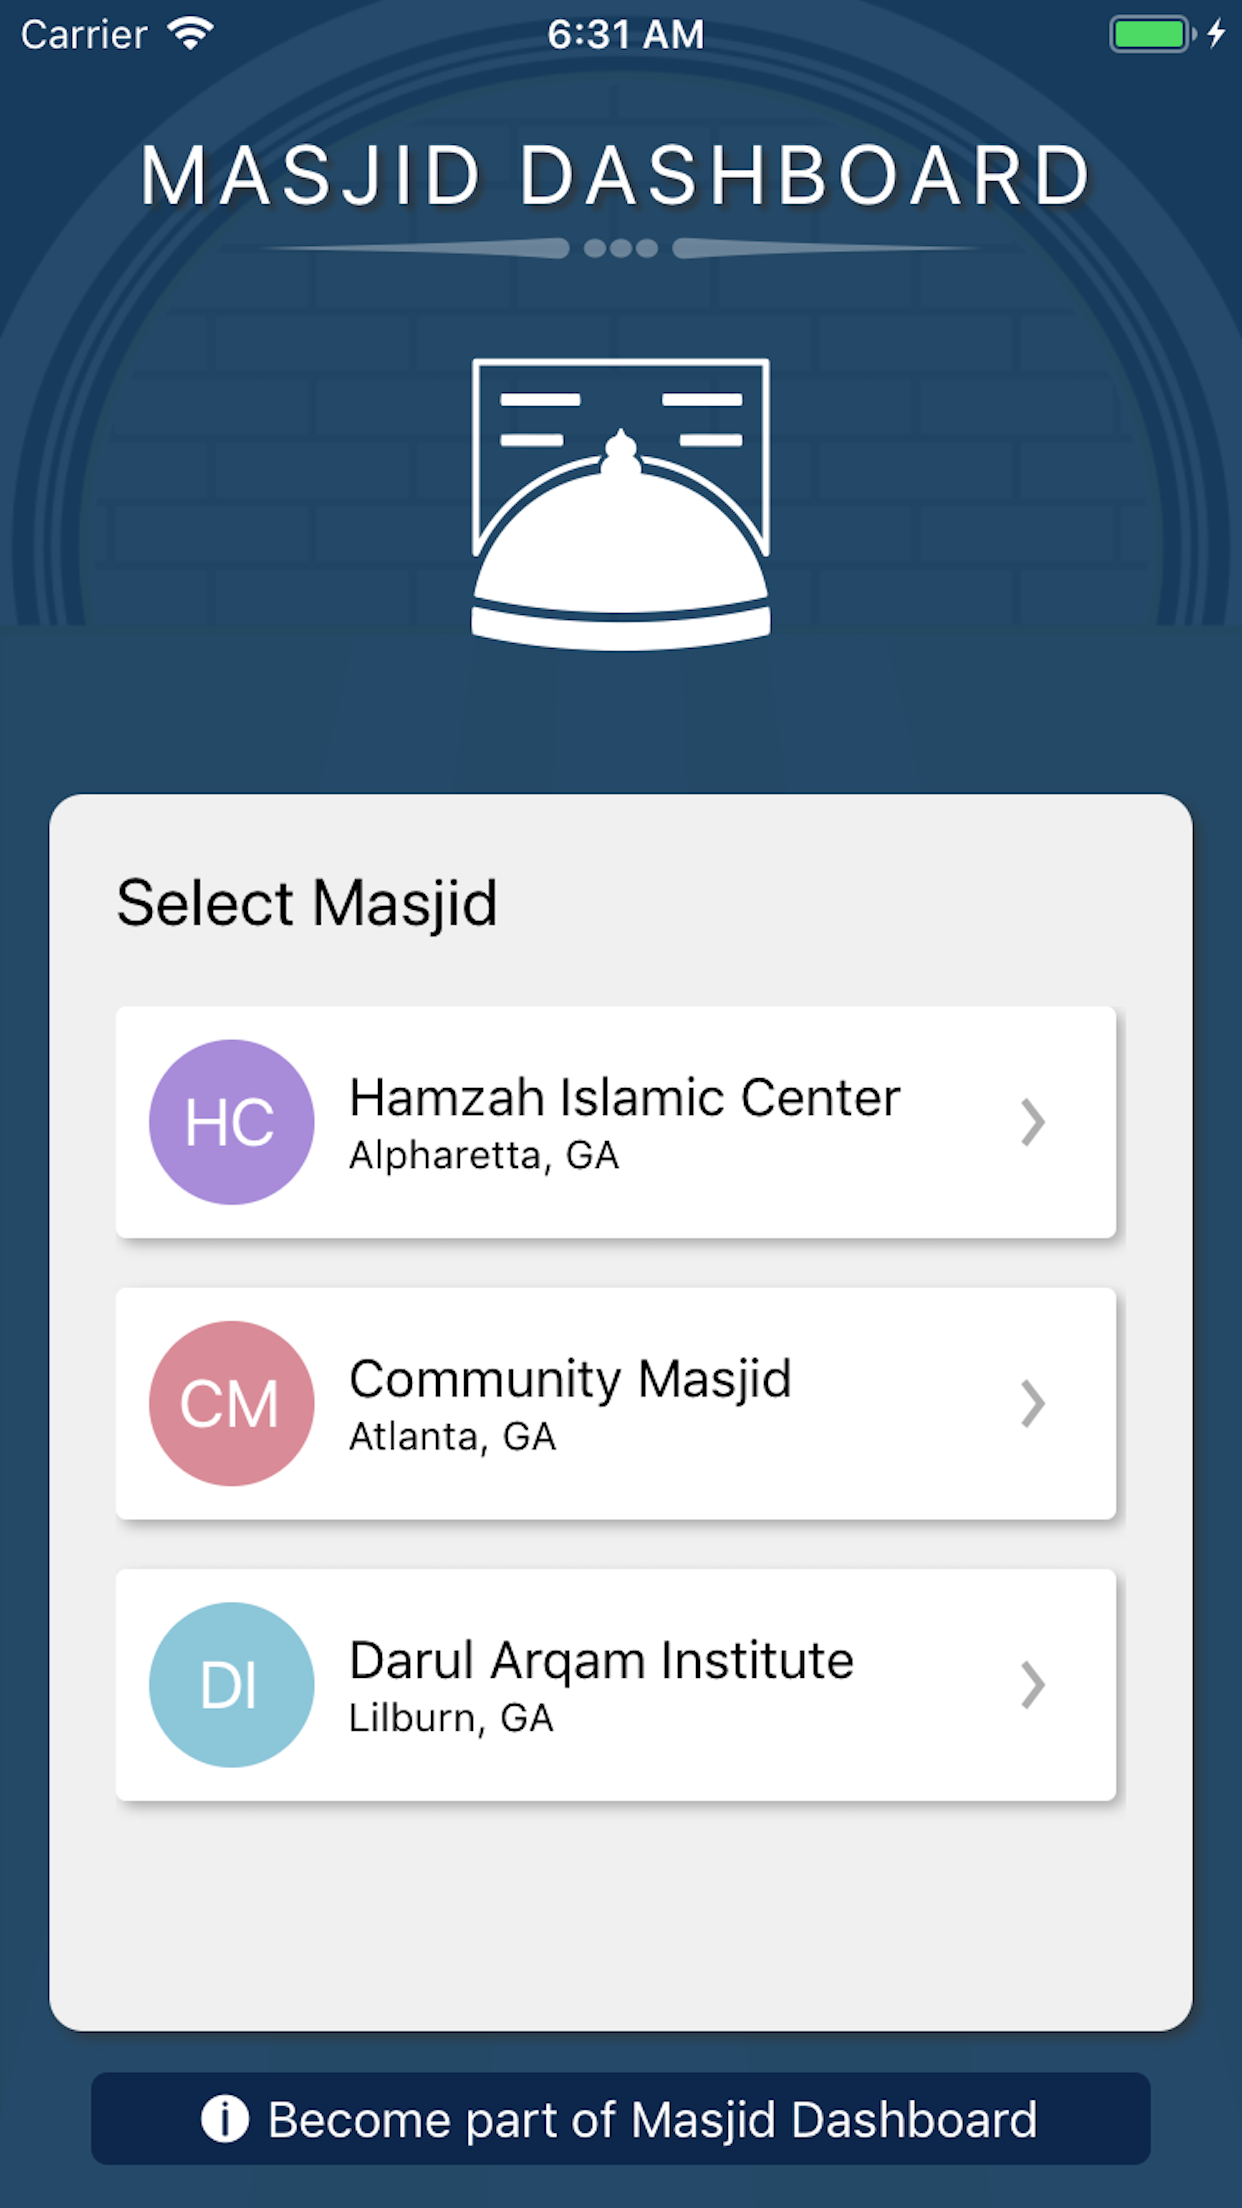 Carrier 6:31 AM
MASJID DASHBOARD
Select Masjid
HC
Hamzah Islamic Center
Alpharetta, GA
CM
Community Masjid
Atlanta, GA
DI
Darul Arqam Institute
Lilburn, GA
i Become part of Masjid Dashboard